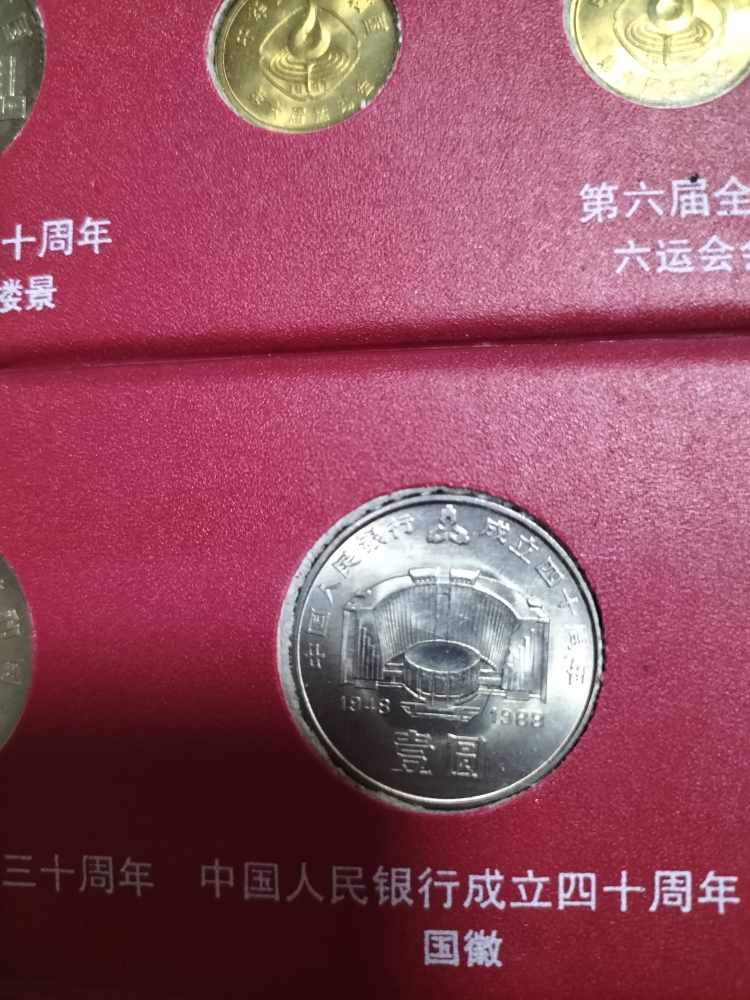 十周年
楼景
第六届全
六运会会
中国人民银行 成立四十周年
1948 1988
壹圆
三十周年
中国人民银行成立四十周年
国徽